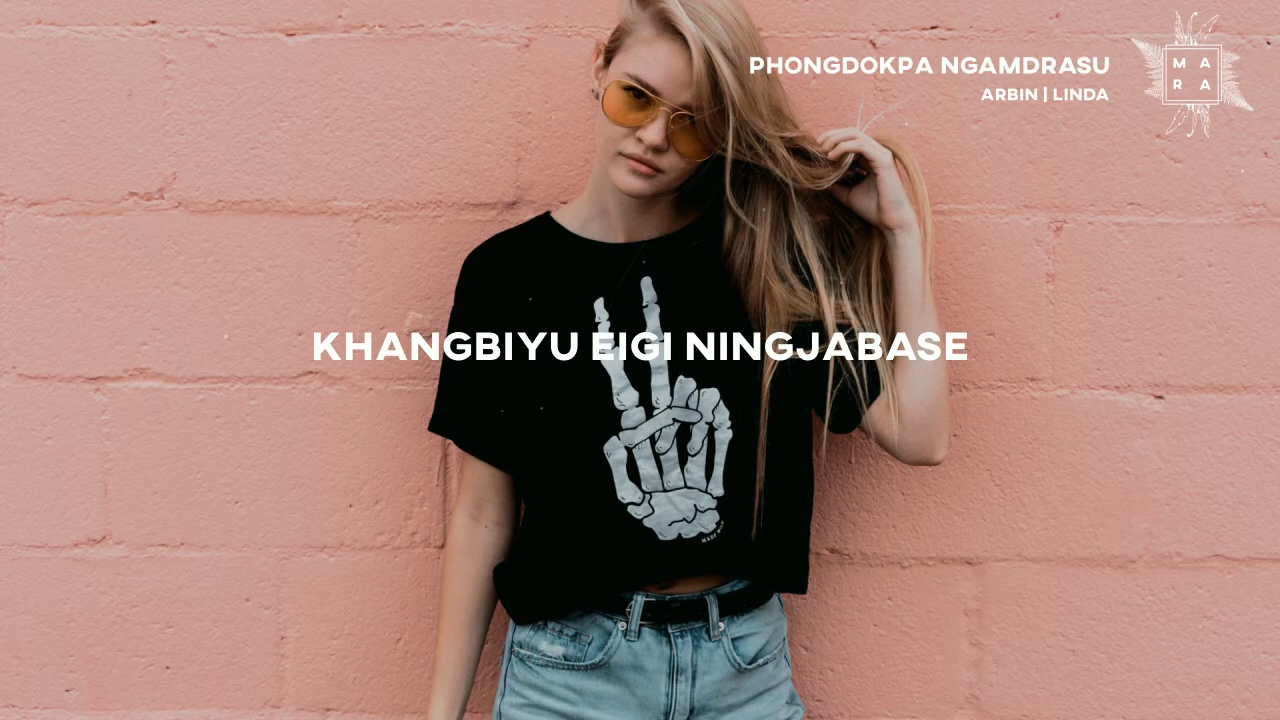 PHONGDOKPA NGAMDRASU
ARBIN | LINDA
M A
R A
KHANGBIYU EIGI NINGJABASE